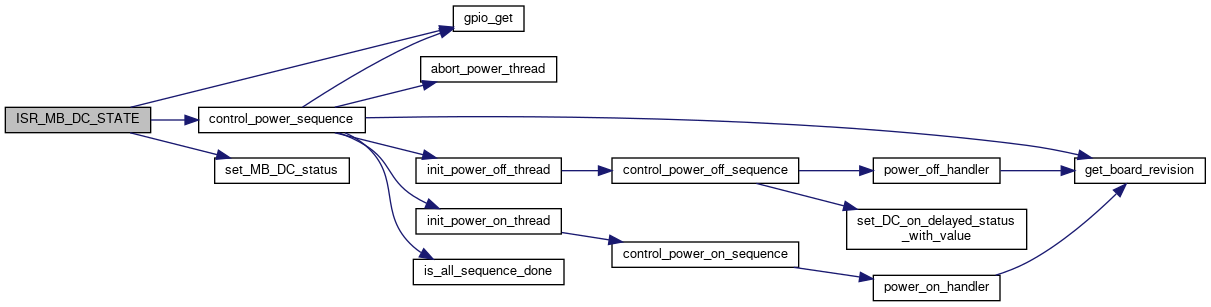 gpio_get
abort_power_thread
ISR_MB_DC_STATE
control_power_sequence
set_MB_DC_status
init_power_off_thread
control_power_off_sequence
power_off_handler
get_board_revision
init_power_on_thread
set_DC_on_delayed_status
_with_value
control_power_on_sequence
is_all_sequence_done
power_on_handler